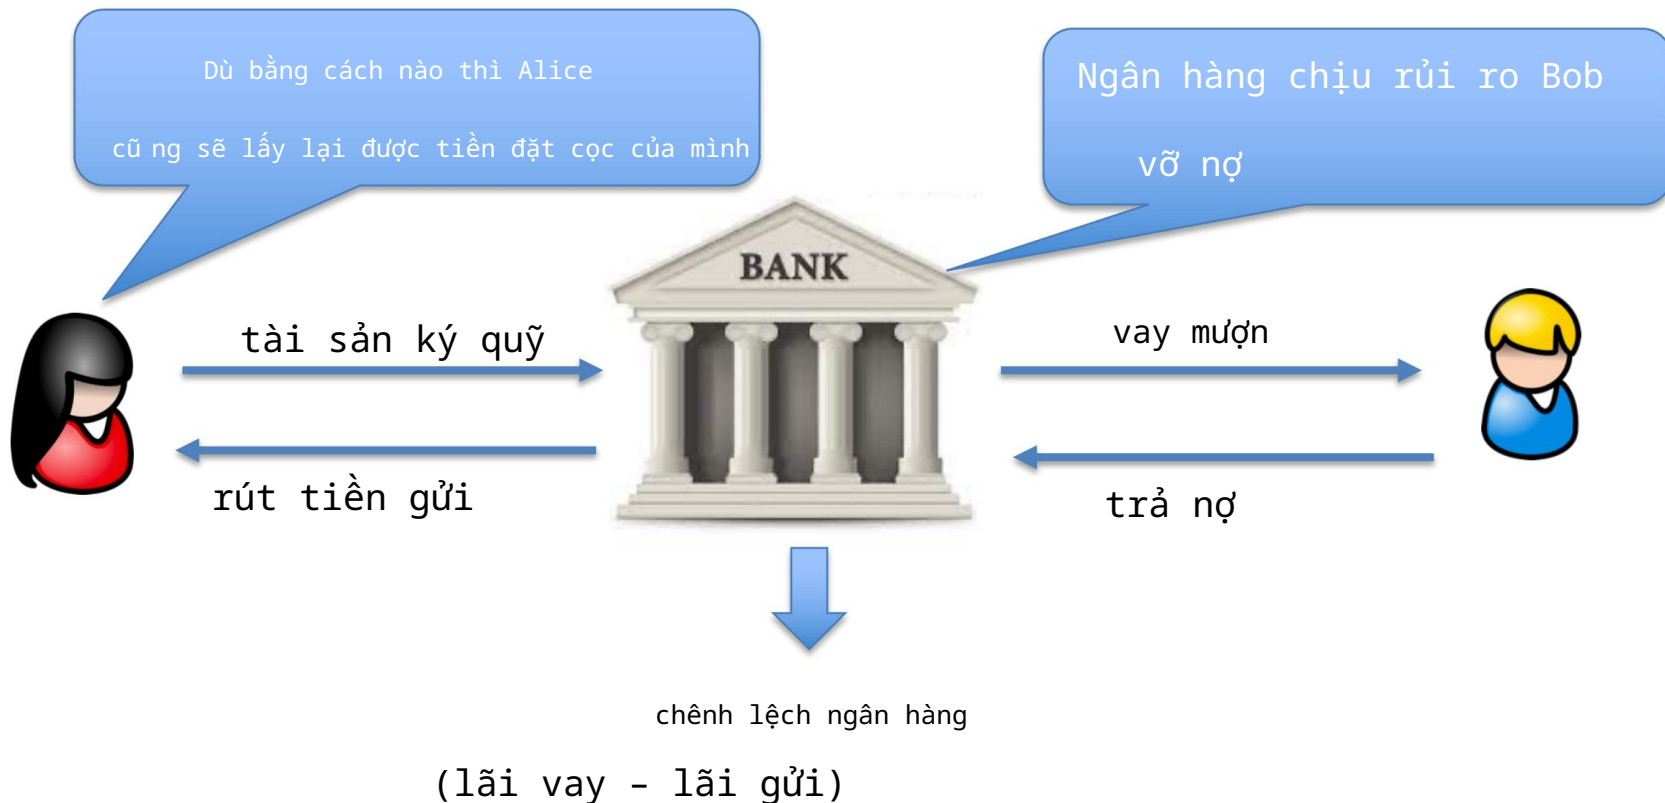 Dù bằng cách nào thì Alice
cũ ng sẽ lấy lại được tiền đặt cọc của mình
Ngân hàng chịu rủi ro Bob
vỡ nợ
BANK
tài sản ký quỹ
vay mượn
rút tiền gửi
trả nợ
chênh lệch ngân hàng
(lãi vay – lãi gửi)